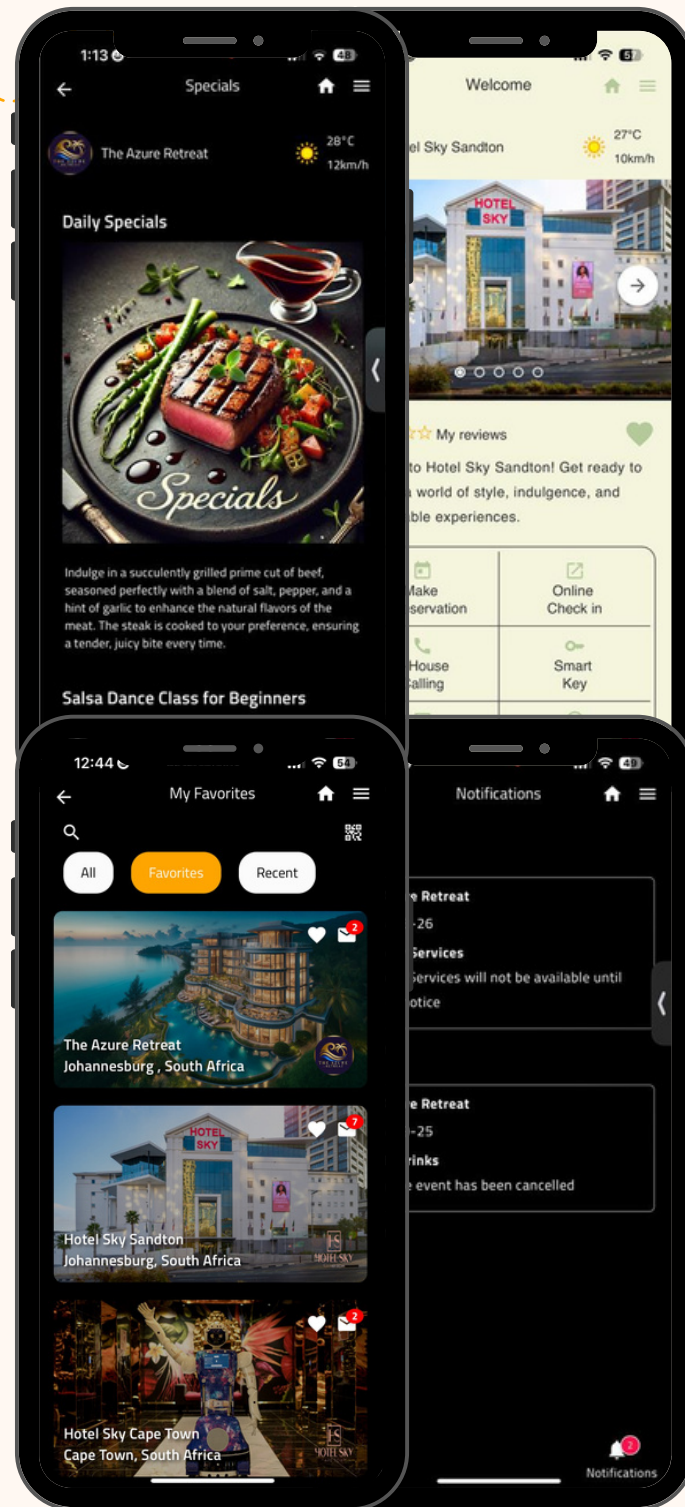 1:13
48
Specials
The Azure Retreat
28°C
12km/h
Daily Specials
Specials
Indulge in a succulently grilled prime cut of beef,
seasoned perfectly with a blend of salt, pepper, and a
hint of garlic to enhance the natural flavors of the
meat. The steak is cooked to your preference, ensuring
a tender, juicy bite every time.
Salsa Dance Class for Beginners
57
Welcome
el Sky Sandton
27°C
10km/h
HOTEL
SKY
My reviews
to Hotel Sky Sandton! Get ready to
world of style, indulgence, and
ble experiences.
Make
servation
Online
Check in
House
Calling
Smart
Key
12:44
54
My Favorites
All
Favorites
Recent
2
The Azure Retreat
Johannesburg , South Africa
7
HOTEL
SKY
Hotel Sky Sandton
Johannesburg, South Africa
HS
HOTEL SKY
2
Hotel Sky Cape Town
Cape Town, South Africa
HS
HOTEL SKY
49
Notifications
e Retreat
-26
Services
Services will not be available until
otice
e Retreat
-25
rinks
e event has been cancelled
2
Notifications